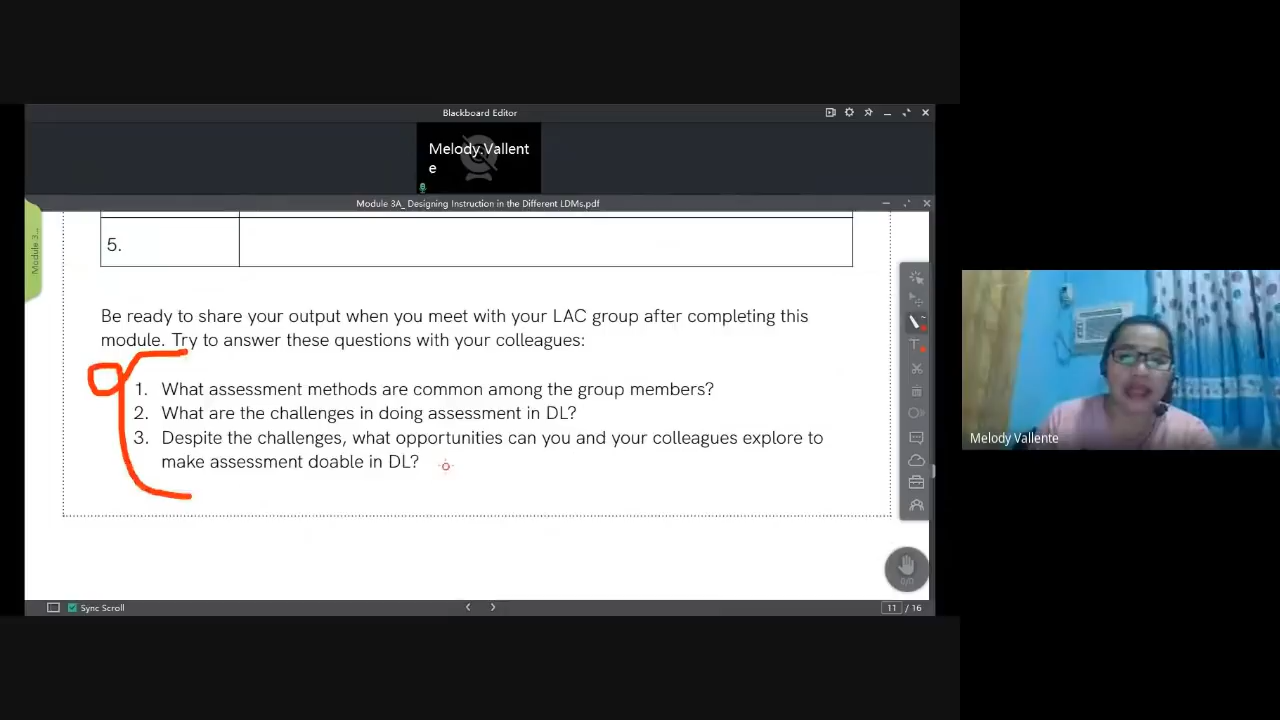 Blackboard Editor
Melody.Vallent
e
Module 3A_ Designing Instruction in the Different LDMs.pdf
Module 3...
5.
Be ready to share your output when you meet with your LAC group after completing this
module. Try to answer these questions with your colleagues:
1. What assessment methods are common among the group members?
2. What are the challenges in doing assessment in DL?
3. Despite the challenges, what opportunities can you and your colleagues explore to
make assessment doable in DL?
Melody Vallente
0/0
Sync Scroll
11 / 16